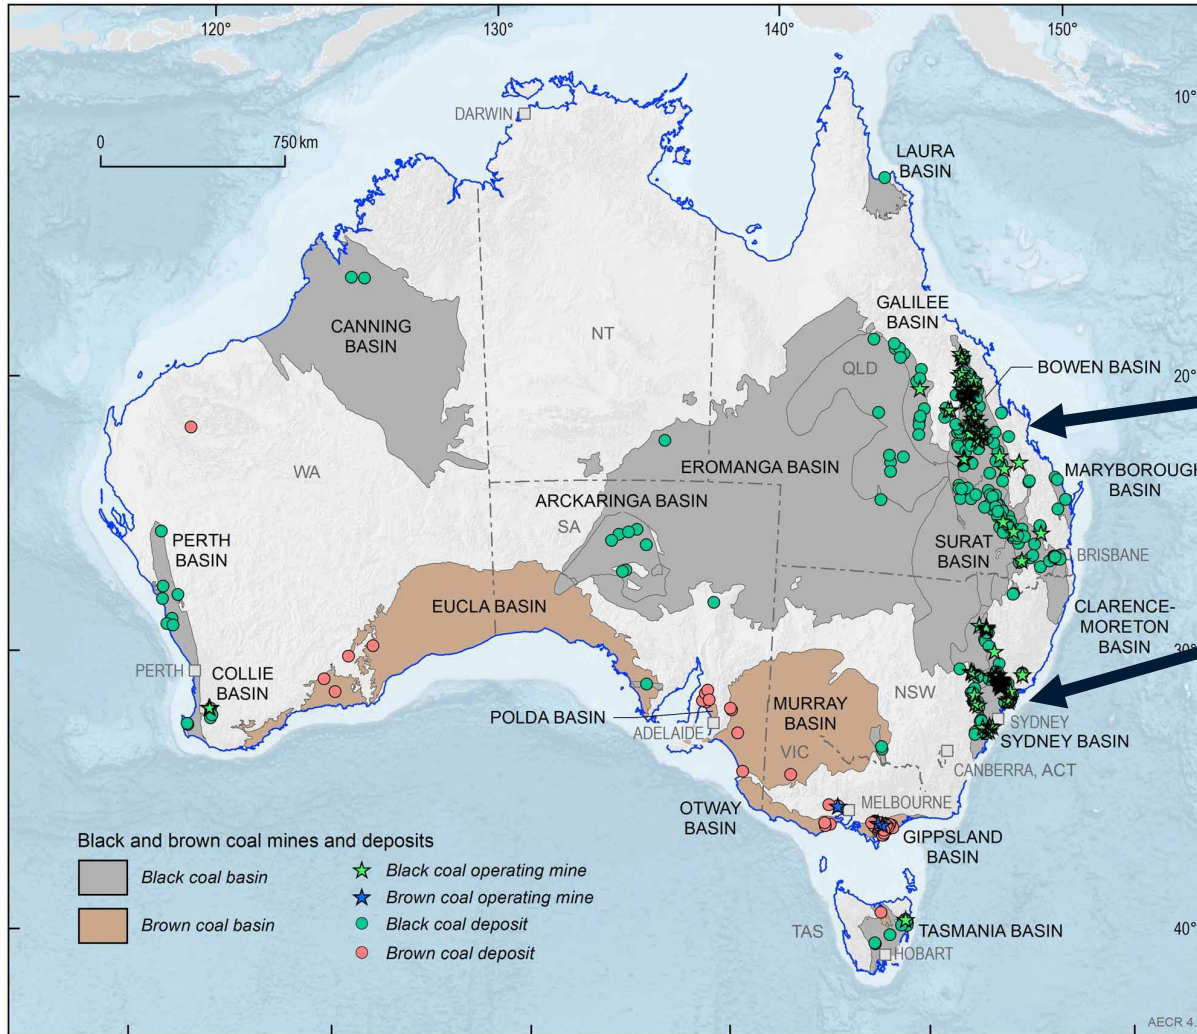 120°
130°
140°
150°
10°
DARWIN
0
750 km
LAURA
BASIN
CANNING
BASIN
NT
GALILEE
BASIN
QLD
BOWEN BASIN
20°
WA
EROMANGA BASIN
MARYBOROUGH
BASIN
ARCKARINGA BASIN
SA
PERTH
BASIN
SURAT
BASIN
BRISBANE
EUCLA BASIN
CLARENCE-
MORETON
BASIN
30°
PERTH
COLLIE
BASIN
NSW
MURRAY
BASIN
POLDA BASIN
ADELAIDE
SYDNEY
SYDNEY BASIN
VIC
CANBERRA, ACT
OTWAY
BASIN
MELBOURNE
GIPPSLAND
BASIN
Black and brown coal mines and deposits
Black coal basin
Brown coal basin
Black coal operating mine
Brown coal operating mine
Black coal deposit
Brown coal deposit
TAS
TASMANIA BASIN
HOBART
40°
AECR 4.